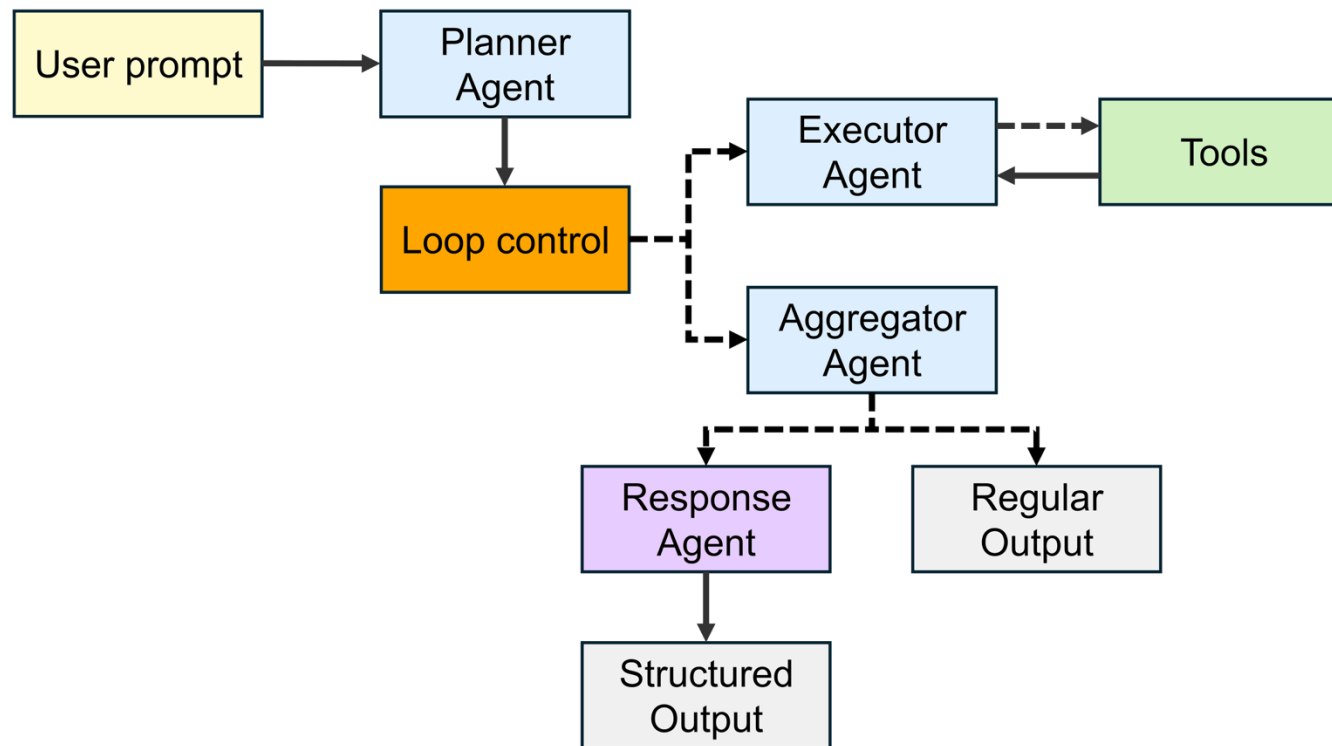 User prompt
Planner
Agent
Executor
Agent
Tools
Loop control
Aggregator
Agent
Response
Agent
Regular
Output
Structured
Output